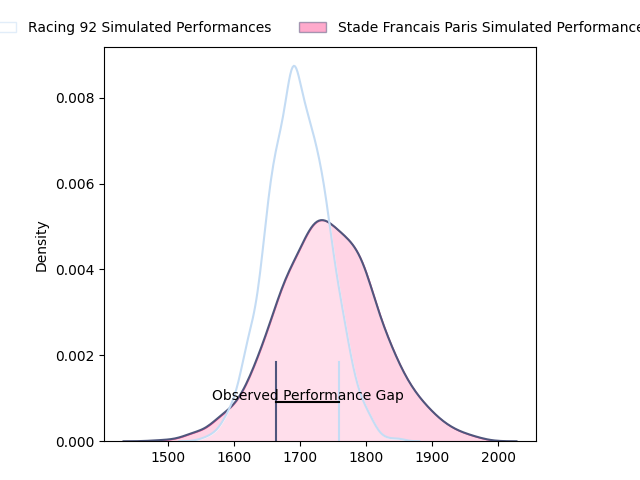 Racing 92 Simulated Performances Stade Francais Paris Simulated Performance
0.008
0.006
0.004
0.002
0.000
Density
Observed Performance Gap
1500 1600 1700 1800 1900 2000